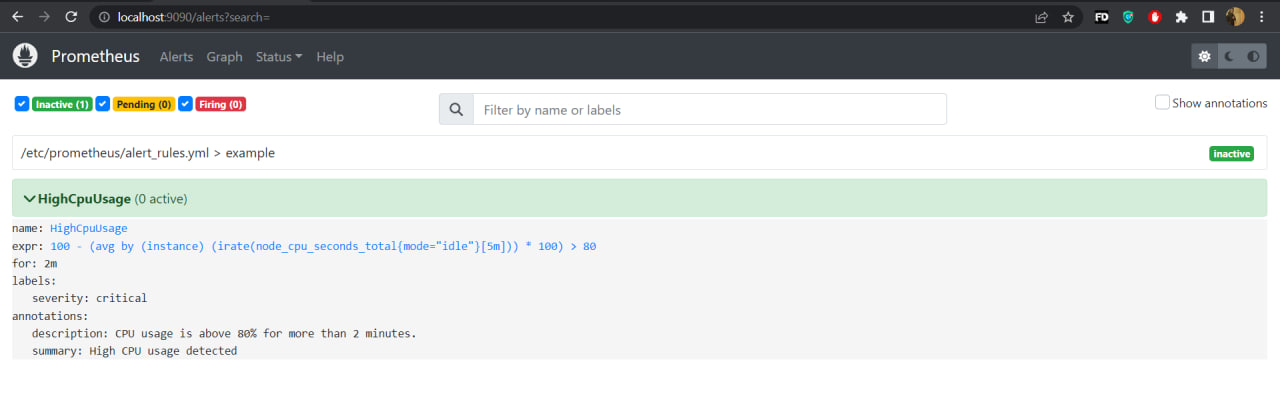 localhost:9090/alerts?search=
FD
Prometheus Alerts Graph Status Help
Inactive (1) Pending (0) Firing (0) Filter by name or labels Show annotations
/etc/prometheus/alert_rules.yml > example inactive
HighCpuUsage (0 active)
name: HighCpuUsage
expr: 100 - (avg by (instance) (irate(node_cpu_seconds_total{mode="idle"}[5m])) * 100) > 80
for: 2m
labels:
severity: critical
annotations:
description: CPU usage is above 80% for more than 2 minutes.
summary: High CPU usage detected